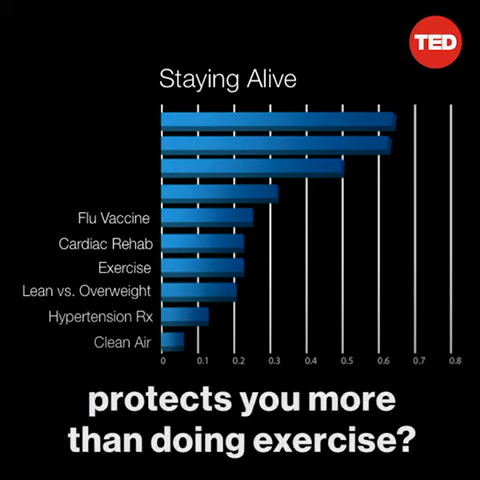 TED
Staying Alive
Flu Vaccine
Cardiac Rehab
Exercise
Lean vs. Overweight
Hypertension Rx
Clean Air
0 0.1 0.2 0.3 0.4 0.5 0.6 0.7 0.8
protects you more
than doing exercise?